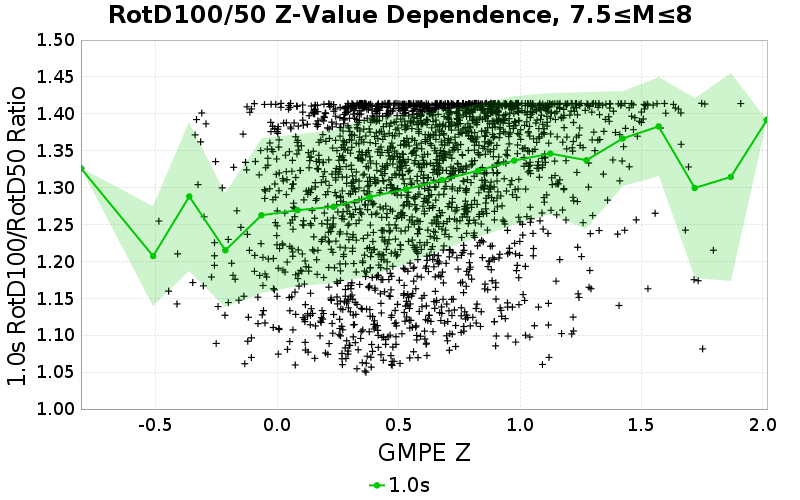 RotD100/50 Z-Value Dependence, 7.5≤M≤8
1.0s RotD100/RotD50 Ratio
1.50
1.45
1.40
1.35
1.30
1.25
1.20
1.15
1.10
1.05
1.00
-0.5 0.0 0.5 1.0 1.5 2.0
GMPE Z
1.0s